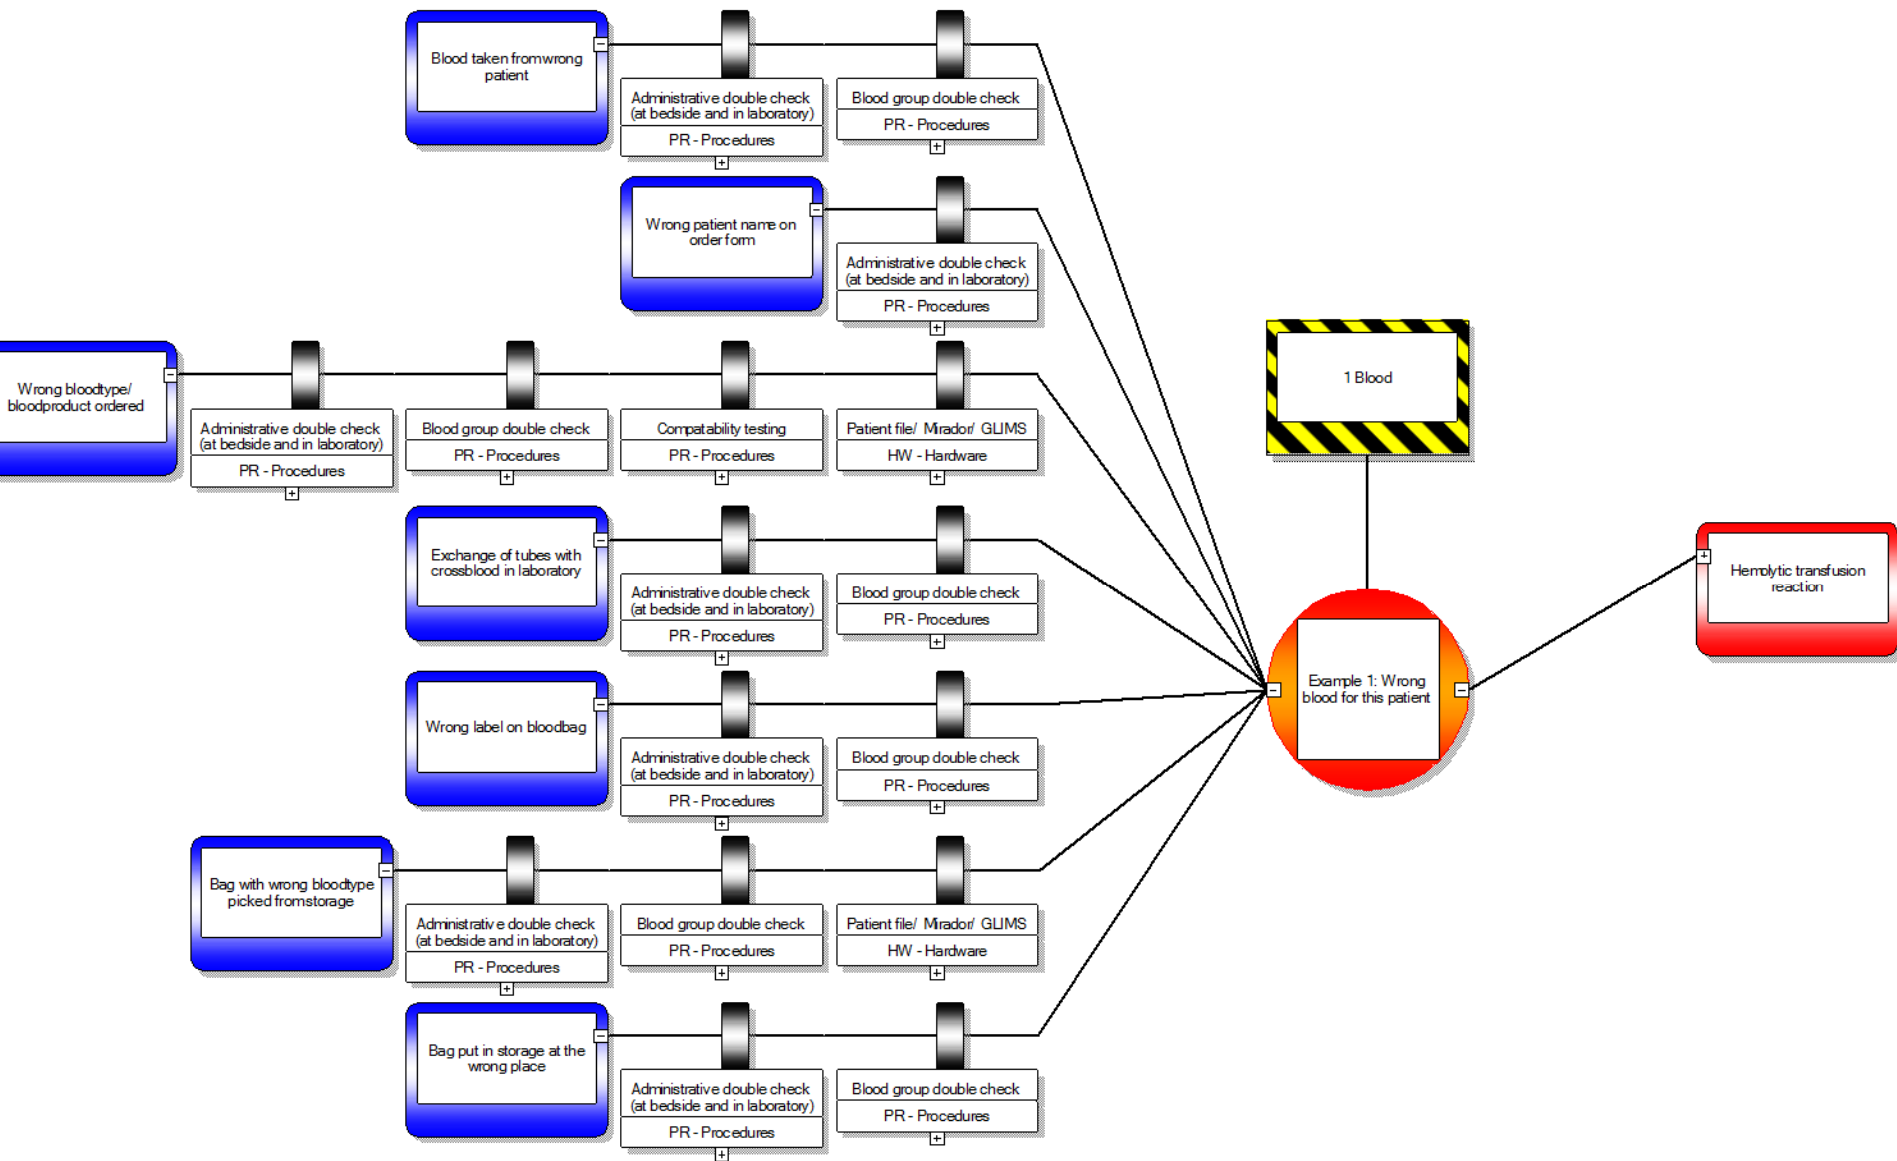 Blood taken fromwrong
patient
Administrative double check
(at bedside and in laboratory)
PR - Procedures
Blood group double check
PR - Procedures
Wrong patient name on
order form
Administrative double check
(at bedside and in laboratory)
PR - Procedures
Wrong bloodtype/
bloodproduct ordered
Administrative double check
(at bedside and in laboratory)
PR - Procedures
Blood group double check
PR - Procedures
Compatability testing
PR - Procedures
Patient file/ Mirador/ GLIMS
HW - Hardware
Exchange of tubes with
crossblood in laboratory
Administrative double check
(at bedside and in laboratory)
PR - Procedures
Blood group double check
PR - Procedures
Wrong label on bloodbag
Administrative double check
(at bedside and in laboratory)
PR - Procedures
Blood group double check
PR - Procedures
Bag with wrong bloodtype
picked fromstorage
Administrative double check
(at bedside and in laboratory)
PR - Procedures
Blood group double check
PR - Procedures
Patient file/ Mirador/ GLIMS
HW - Hardware
Bag put in storage at the
wrong place
Administrative double check
(at bedside and in laboratory)
PR - Procedures
Blood group double check
PR - Procedures
1 Blood
Example 1: Wrong
blood for this patient
Hemolytic transfusion
reaction